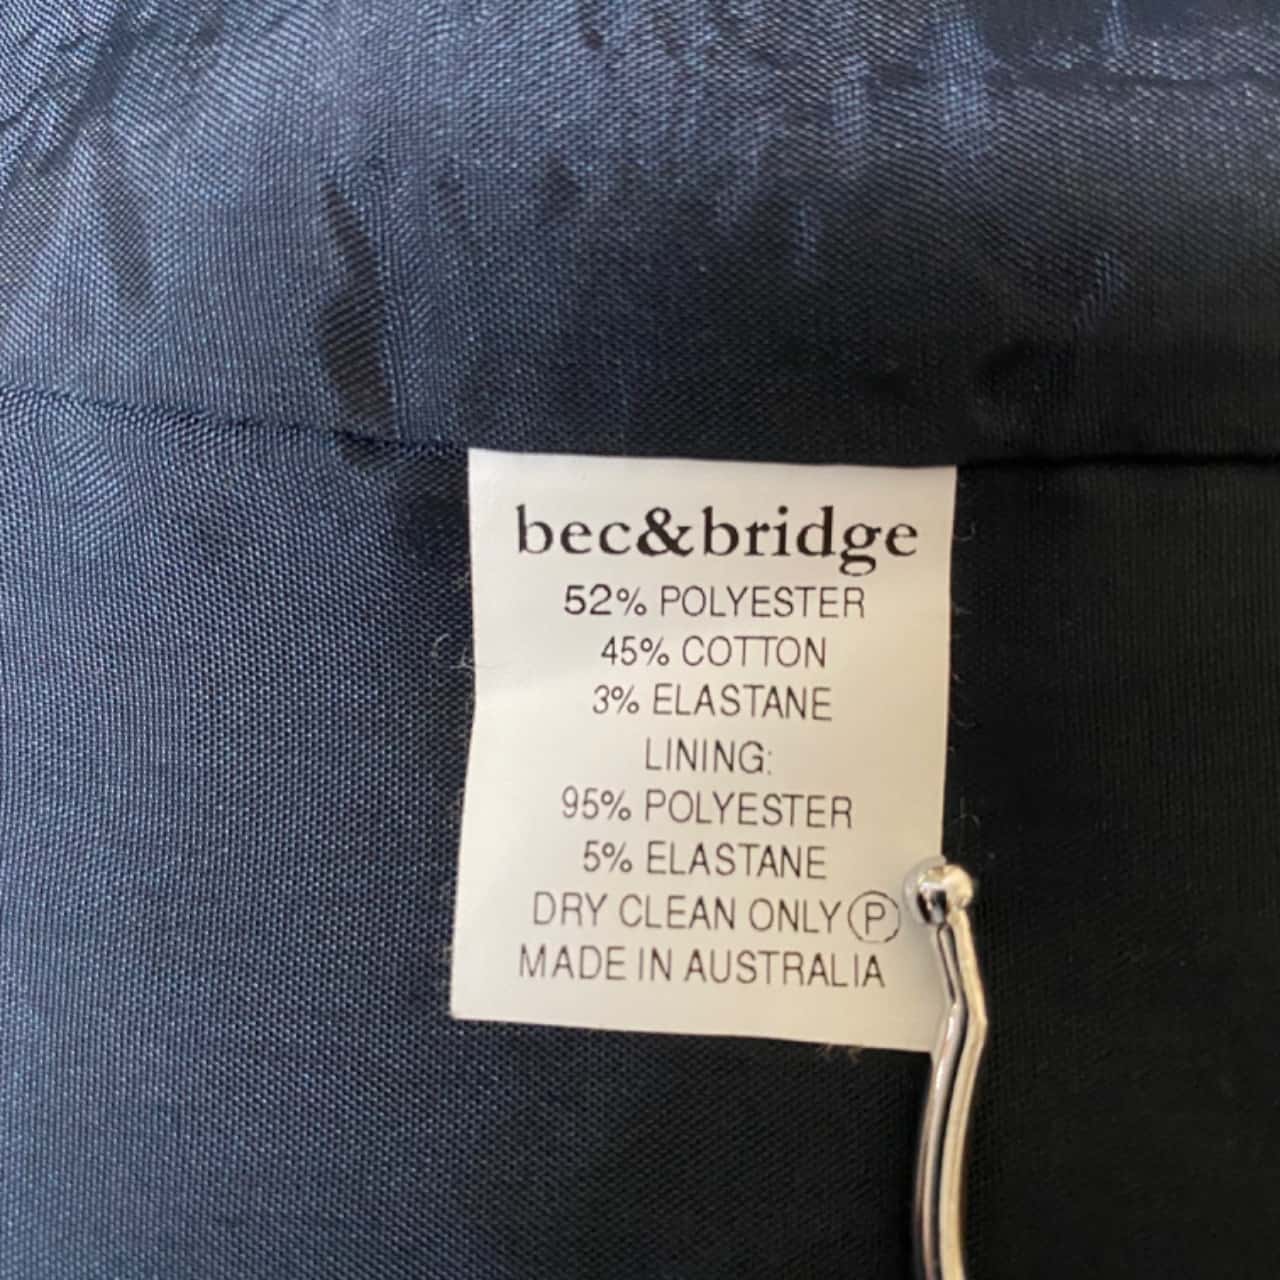 bec&bridge
52% POLYESTER
45% COTTON
3% ELASTANE
LINING:
95% POLYESTER
5% ELASTANE
DRY CLEAN ONLY Ⓟ
MADE IN AUSTRALIA